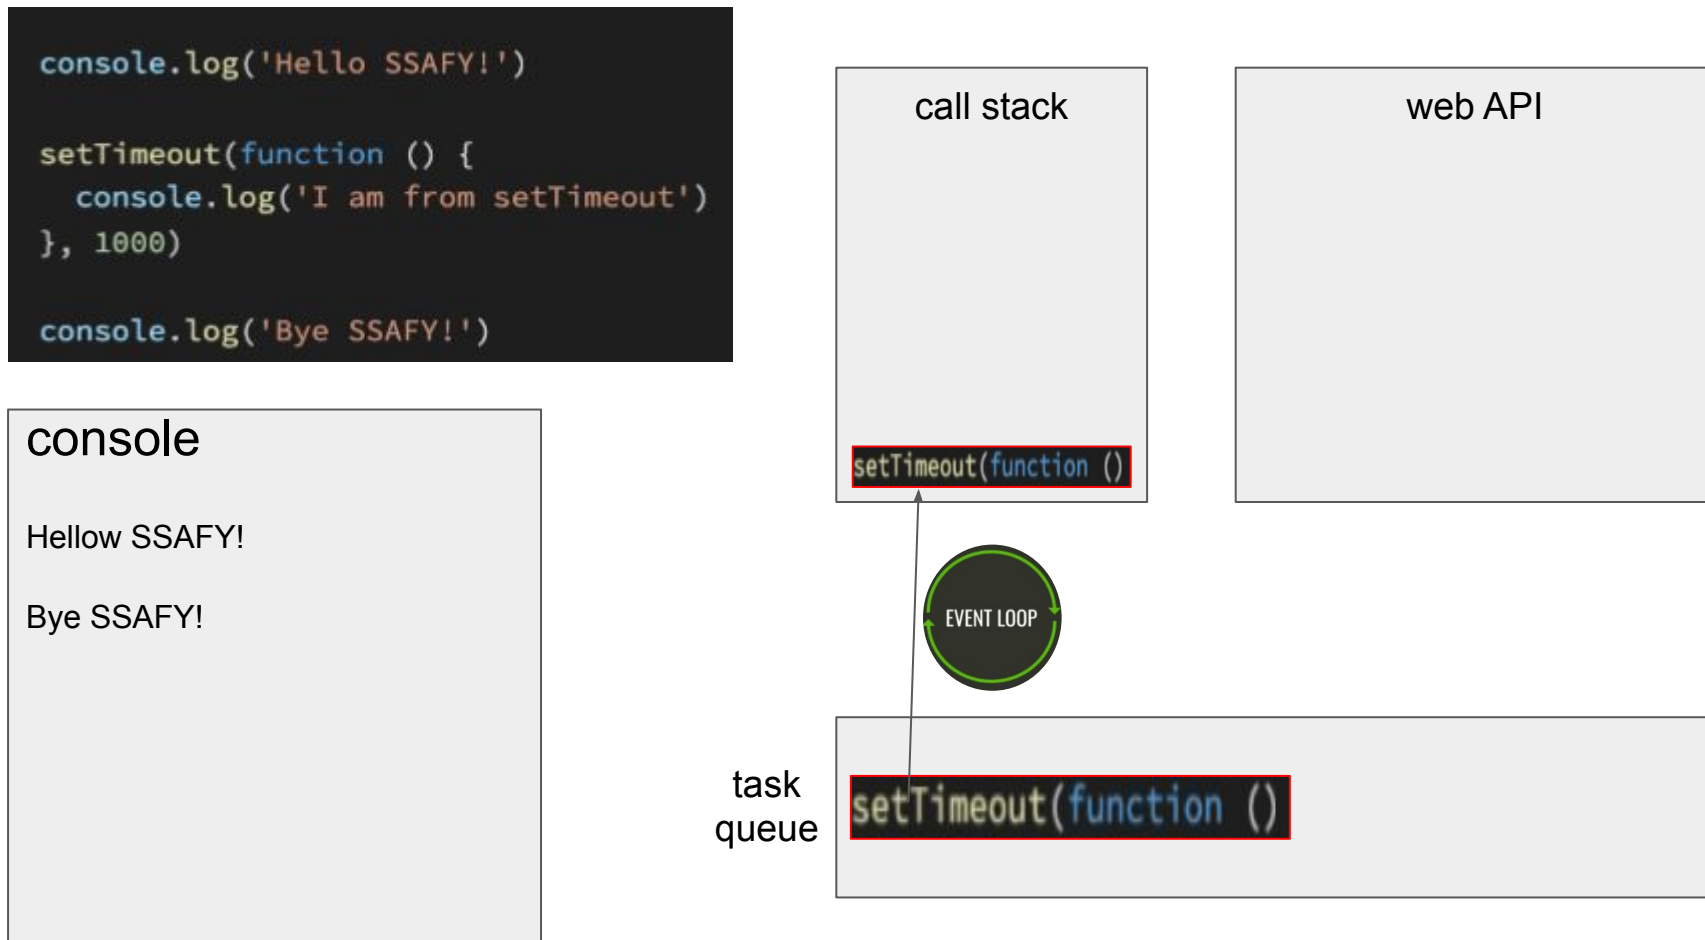 console.log('Hello SSAFY!')
setTimeout(function () {
  console.log('I am from setTimeout')
}, 1000)
console.log('Bye SSAFY!')
console
Hellow SSAFY!
Bye SSAFY!
call stack
setTimeout(function ()
web API
EVENT LOOP
task
queue
setTimeout(function ()